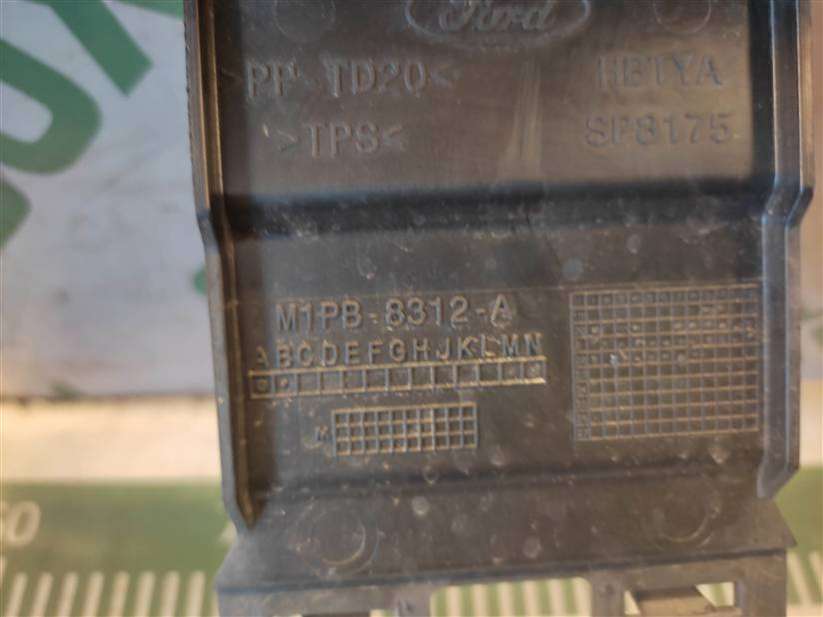 Ford
>PP-TD20<
HBTYA
>TPS<
SP8175
M1PB-8312-A
ABCDEFGHJKLMN